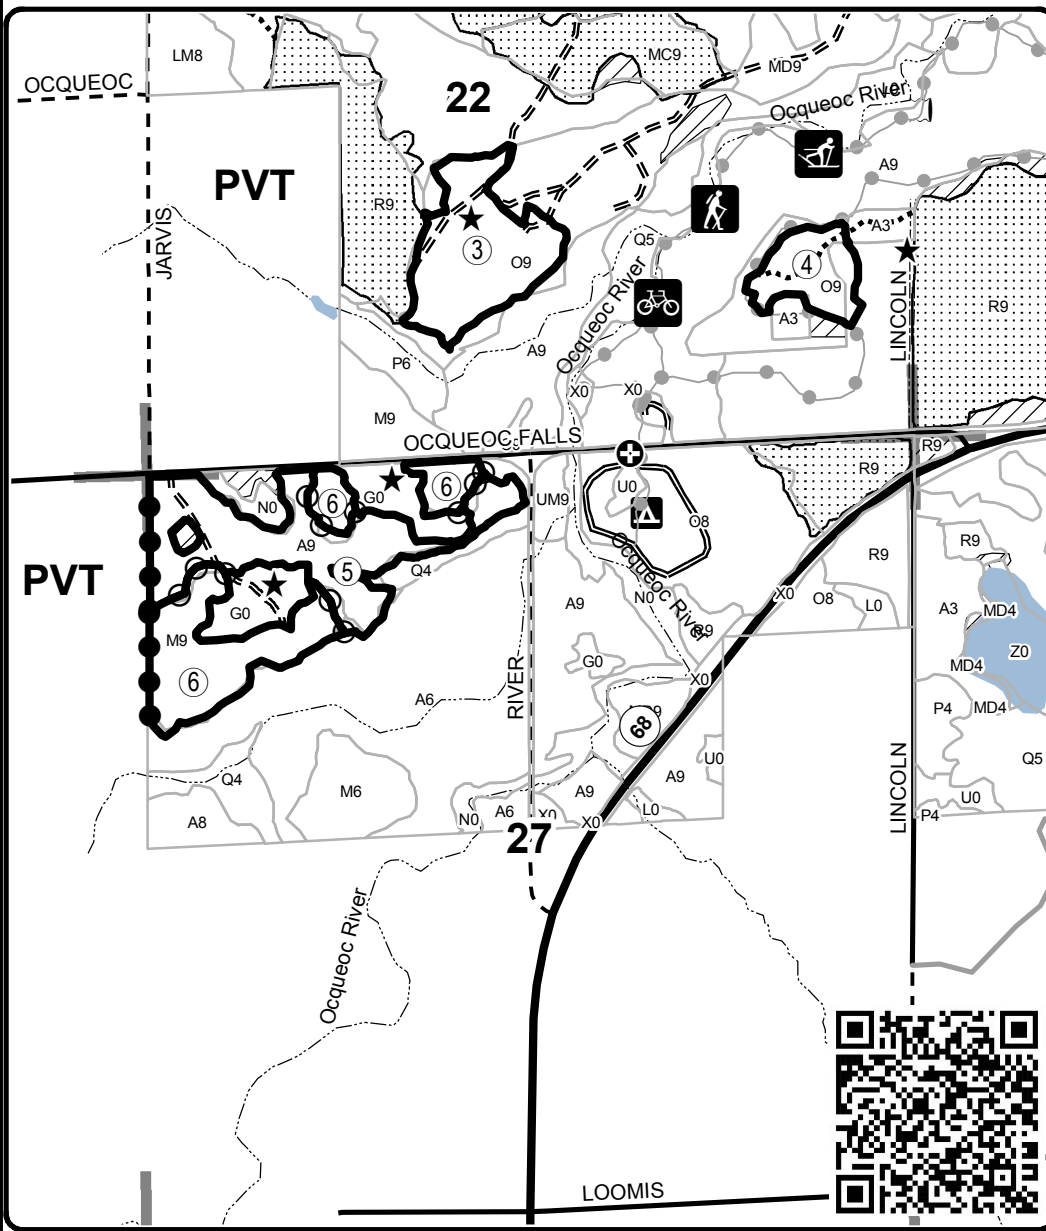 LM8
MC9
MD9
OCQUEOC
22
Ocqueoc River
L0
PVT
A9
R9
JARVIS
A3
Q5
3
O9
4
O9
LINCOLN
R9
A3
Ocqueoc River
A9
P6
X0
X0
M9
OCQUEOC FALLS
R9
R9
6
G0
6
U0
N0
UM9
O8
A9
R9
R9
PVT
5
Q4
Ocqueoc River
G0
A9
N0
X0
O8
L0
A3
MD4
M9
R9
Z0
G0
MD4
6
X0
RIVER
A6
P4
MD4
68
U0
Q5
Q4
M6
A9
A9
LINCOLN
U0
A8
N0
A6
X0
X0
L0
P4
27
Ocqueoc River
LOOMIS